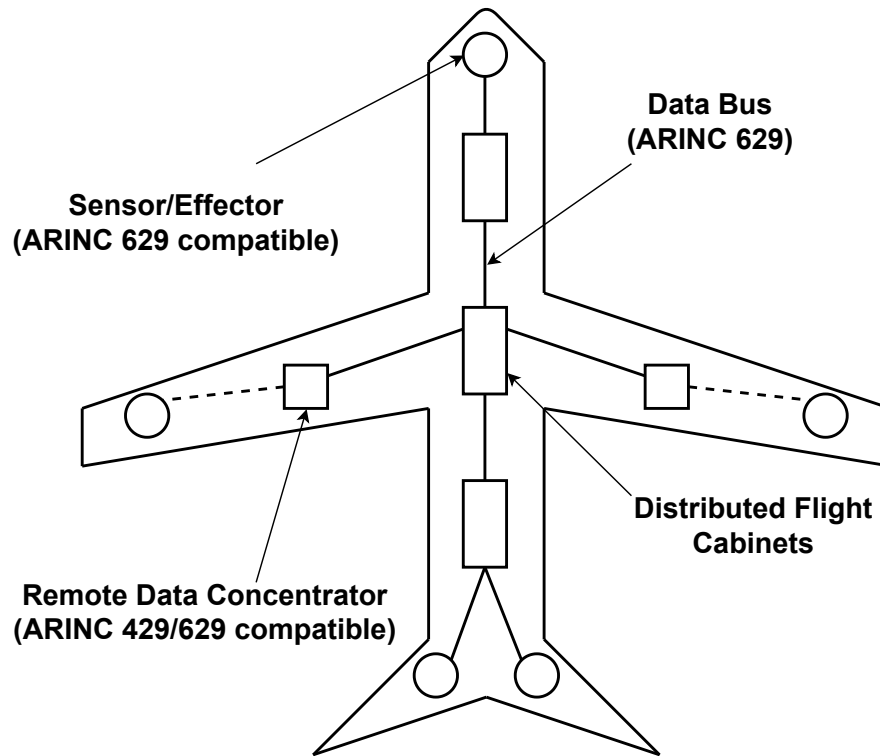 Data Bus
(ARINC 629)
Sensor/Effector
(ARINC 629 compatible)
Distributed Flight
Cabinets
Remote Data Concentrator
(ARINC 429/629 compatible)